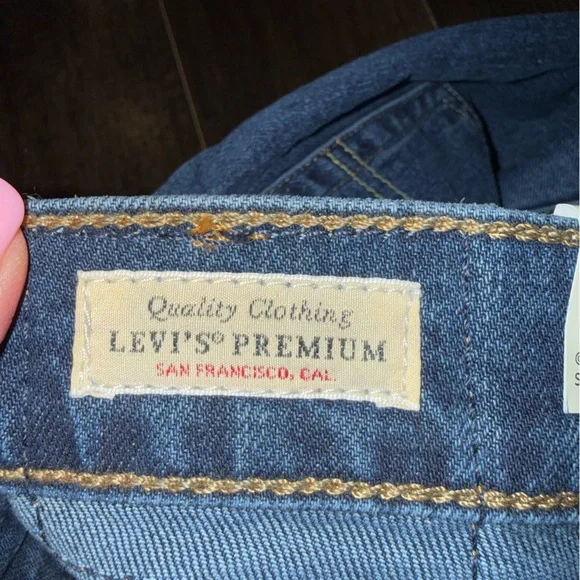 Quality Clothing
LEVI'S® PREMIUM
SAN FRANCISCO, CAL.